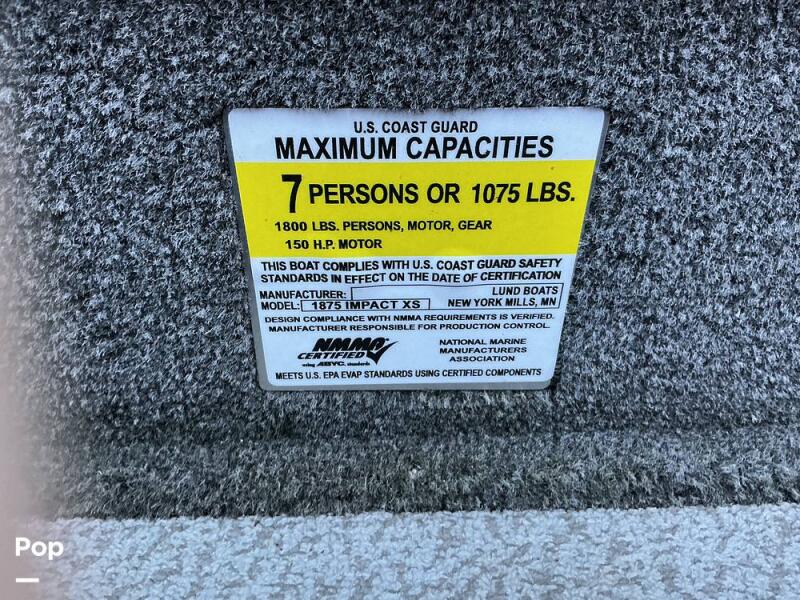 U.S. COAST GUARD
MAXIMUM CAPACITIES
7 PERSONS OR 1075 LBS.
1800 LBS. PERSONS, MOTOR, GEAR
150 H.P. MOTOR
THIS BOAT COMPLIES WITH U.S. COAST GUARD SAFETY
STANDARDS IN EFFECT ON THE DATE OF CERTIFICATION
MANUFACTURER: LUND BOATS
MODEL: 1875 IMPACT XS NEW YORK MILLS, MN
DESIGN COMPLIANCE WITH NMMA REQUIREMENTS IS VERIFIED.
MANUFACTURER RESPONSIBLE FOR PRODUCTION CONTROL.
NMMA
CERTIFIED
using ABYC. standards
NATIONAL MARINE
MANUFACTURERS
ASSOCIATION
MEETS U.S. EPA EVAP STANDARDS USING CERTIFIED COMPONENTS
Pop